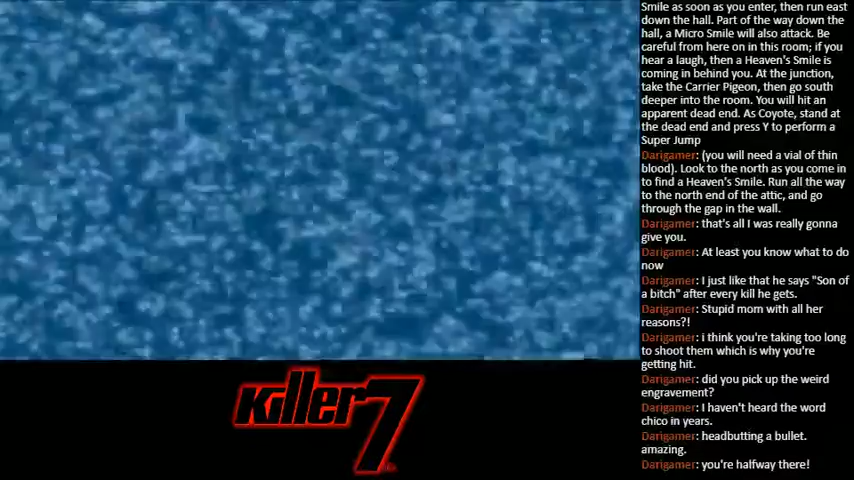 Smile as soon as you enter, then run east
down the hall. Part of the way down the
hall, a Micro Smile will also attack. Be
careful from here on in this room; if you
hear a laugh, then a Heaven's Smile is
coming in behind you. At the junction,
take the Carrier Pigeon, then go south
deeper into the room. You will hit an
apparent dead end. As Coyote, stand at
the dead end and press Y to perform a
Super Jump
Darigamer: (you will need a vial of thin
blood). Look to the north as you come in
to find a Heaven's Smile. Run all the way
to the north end of the attic, and go
through the gap in the wall.
Darigamer: that's all I was really gonna
give you.
Darigamer: At least you know what to do
now
Darigamer: I just like that he says "Son of
a bitch" after every kill he gets.
Darigamer: Stupid mom with all her
reasons?!
Darigamer: i think you're taking too long
to shoot them which is why you're
getting hit.
Darigamer: did you pick up the weird
engravement?
Darigamer: I haven't heard the word
chico in years.
Darigamer: headbutting a bullet.
amazing.
Darigamer: you're halfway there!
killer7